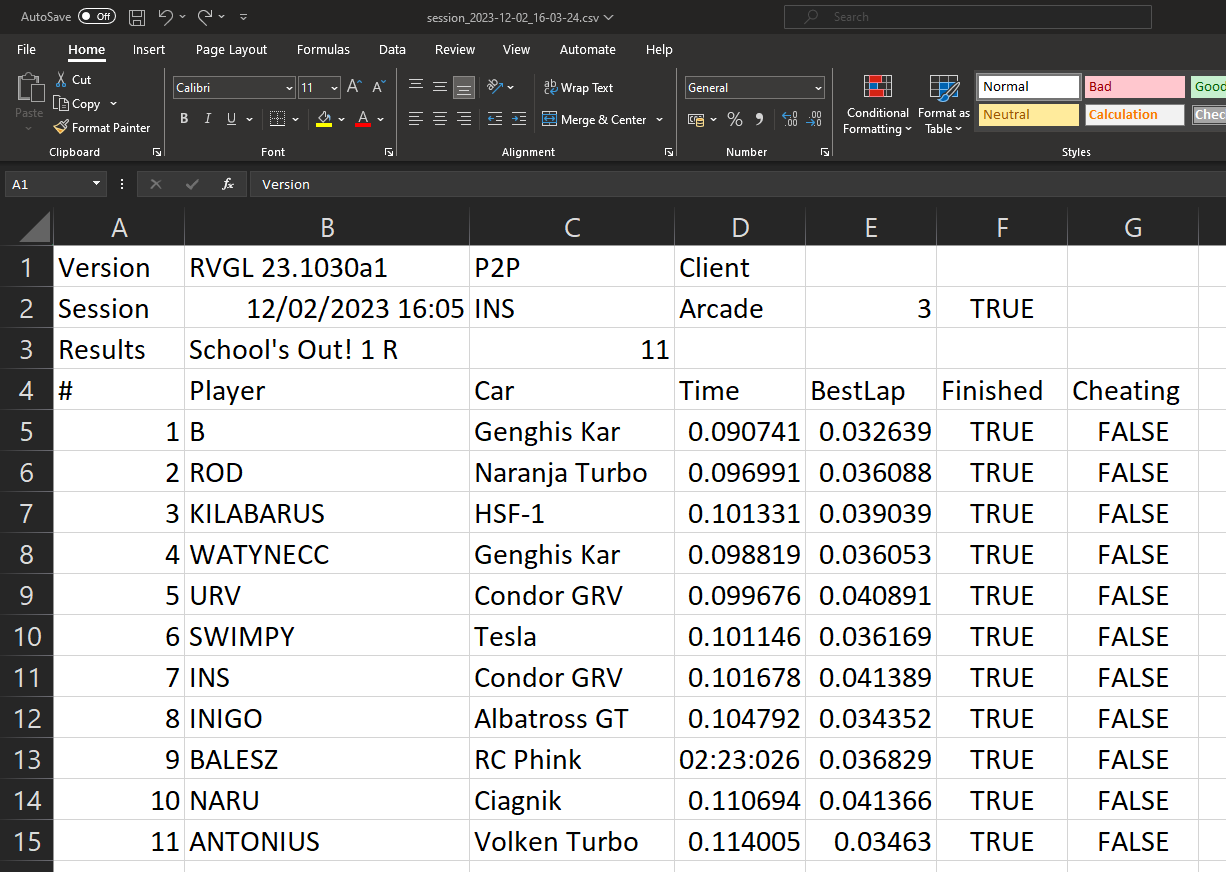 AutoSave Off session_2023-12-02_16-03-24.csv Search
File Home Insert Page Layout Formulas Data Review View Automate Help
Paste
Cut
Copy
Format Painter
Clipboard
Calibri 11
B I U
Font
Wrap Text
Merge & Center
Alignment
General
Number
Conditional Formatting
Format as Table
Normal Bad Good
Neutral Calculation Chec
Styles
A1 fx Version
A B C D E F G
1 Version RVGL 23.1030a1 P2P Client
2 Session 12/02/2023 16:05 INS Arcade 3 TRUE
3 Results School's Out! 1 R 11
4 # Player Car Time BestLap Finished Cheating
5 1 B Genghis Kar 0.090741 0.032639 TRUE FALSE
6 2 ROD Naranja Turbo 0.096991 0.036088 TRUE FALSE
7 3 KILABARUS HSF-1 0.101331 0.039039 TRUE FALSE
8 4 WATYNECC Genghis Kar 0.098819 0.036053 TRUE FALSE
9 5 URV Condor GRV 0.099676 0.040891 TRUE FALSE
10 6 SWIMPY Tesla 0.101146 0.036169 TRUE FALSE
11 7 INS Condor GRV 0.101678 0.041389 TRUE FALSE
12 8 INIGO Albatross GT 0.104792 0.034352 TRUE FALSE
13 9 BALESZ RC Phink 02:23:026 0.036829 TRUE FALSE
14 10 NARU Ciagnik 0.110694 0.041366 TRUE FALSE
15 11 ANTONIUS Volken Turbo 0.114005 0.03463 TRUE FALSE